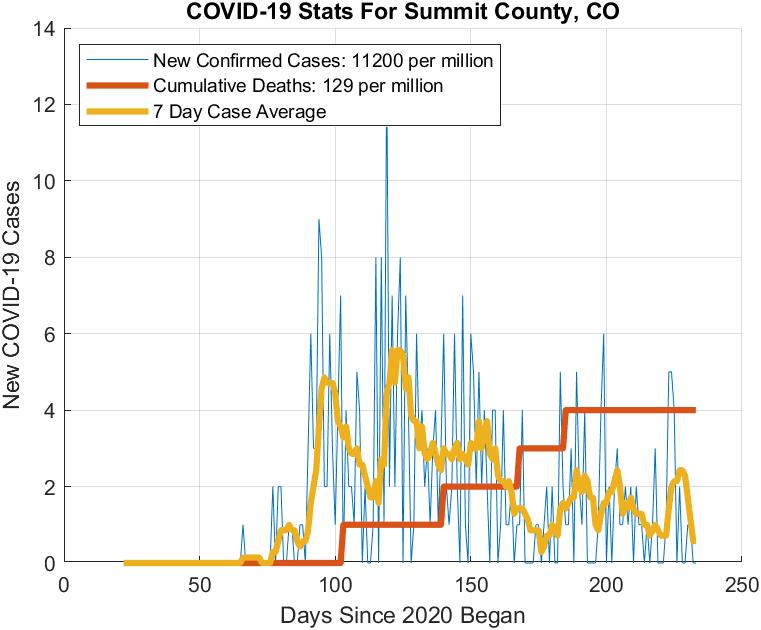 COVID-19 Stats For Summit County, CO
14
12
10
8
6
4
2
0
New Confirmed Cases: 11200 per million
Cumulative Deaths: 129 per million
7 Day Case Average
New COVID-19 Cases
0 50 100 150 200 250
Days Since 2020 Began